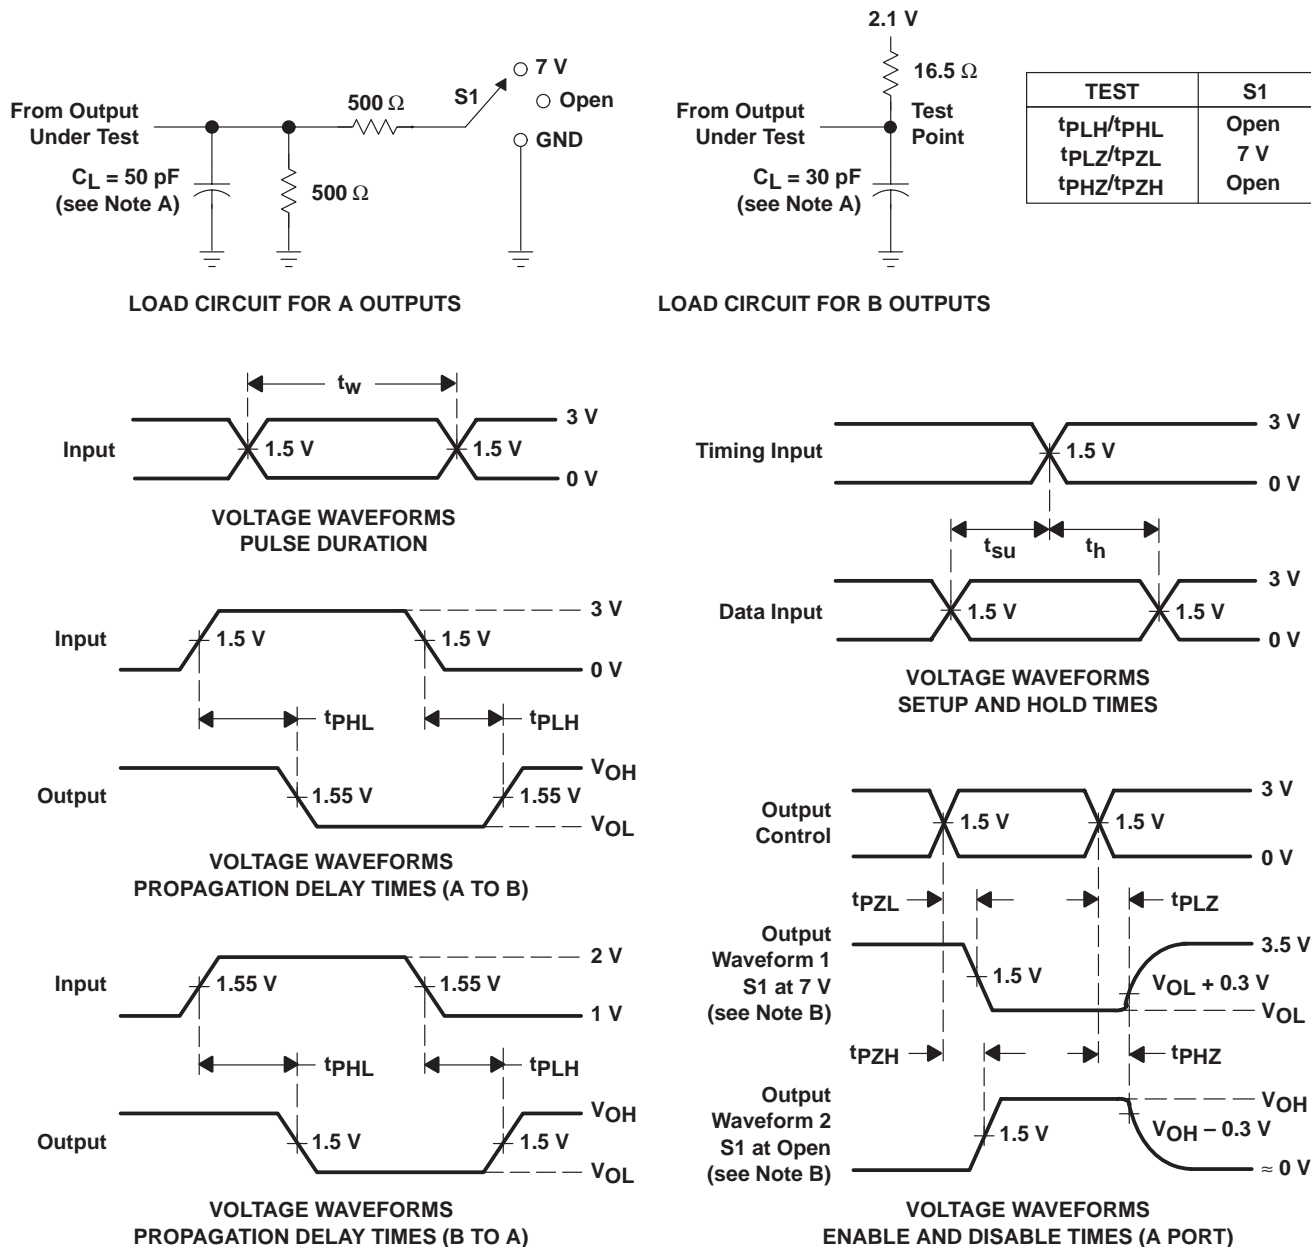 From Output
Under Test
500 Ω
S1
7 V
Open
GND
CL = 50 pF
(see Note A)
500 Ω
LOAD CIRCUIT FOR A OUTPUTS
2.1 V
16.5 Ω
From Output
Under Test
Test
Point
CL = 30 pF
(see Note A)
LOAD CIRCUIT FOR B OUTPUTS
TEST S1
tPLH/tPHL Open
tPLZ/tPZL 7 V
tPHZ/tPZH Open
tw
Input
1.5 V
1.5 V
3 V
0 V
VOLTAGE WAVEFORMS
PULSE DURATION
Timing Input
1.5 V
3 V
0 V
tsu
th
Data Input
1.5 V
1.5 V
3 V
0 V
VOLTAGE WAVEFORMS
SETUP AND HOLD TIMES
Input
1.5 V
1.5 V
3 V
0 V
tPHL
tPLH
Output
1.55 V
1.55 V
VOH
VOL
VOLTAGE WAVEFORMS
PROPAGATION DELAY TIMES (A TO B)
Input
1.55 V
1.55 V
2 V
1 V
tPHL
tPLH
Output
1.5 V
1.5 V
VOH
VOL
VOLTAGE WAVEFORMS
PROPAGATION DELAY TIMES (B TO A)
Output
Control
1.5 V
1.5 V
3 V
0 V
tPZL
tPLZ
Output
Waveform 1
S1 at 7 V
(see Note B)
1.5 V
3.5 V
VOL + 0.3 V
VOL
tPZH
tPHZ
Output
Waveform 2
S1 at Open
(see Note B)
1.5 V
VOH
VOH – 0.3 V
≈ 0 V
VOLTAGE WAVEFORMS
ENABLE AND DISABLE TIMES (A PORT)